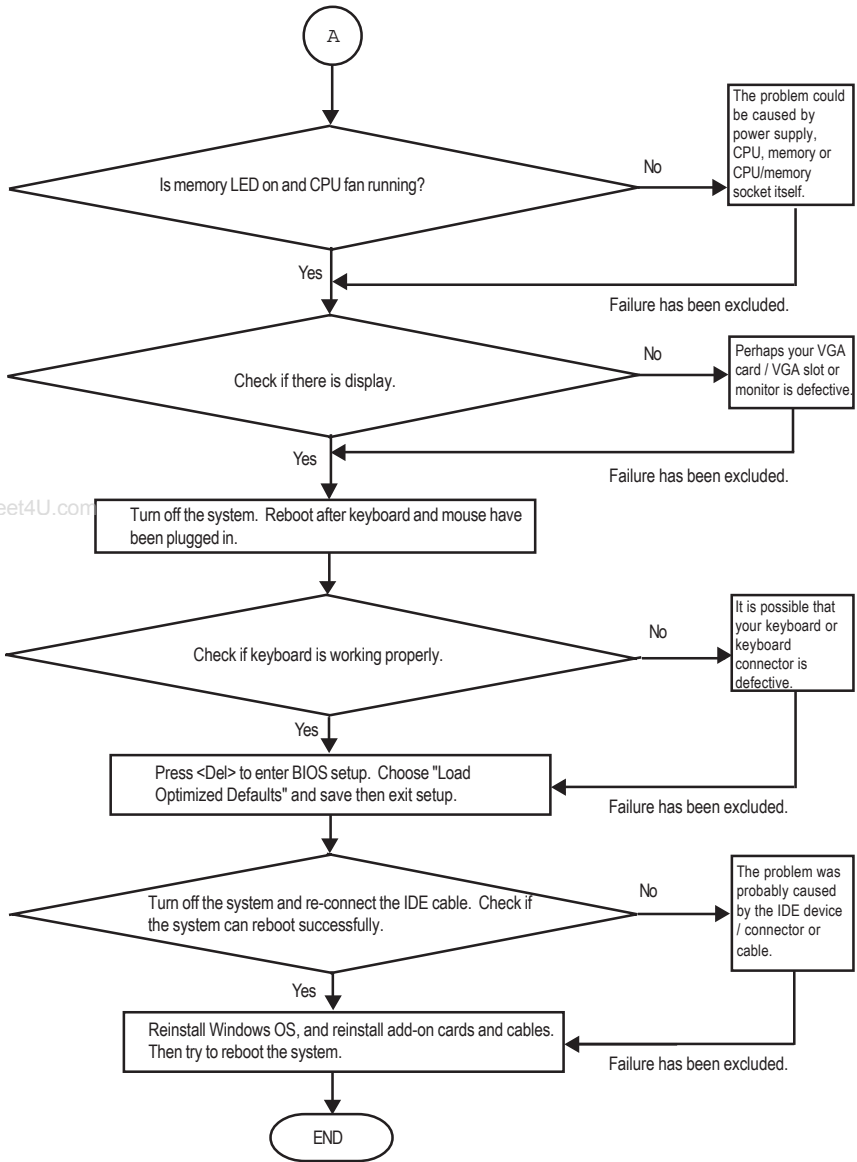 A
Is memory LED on and CPU fan running?
No
The problem could
be caused by
power supply,
CPU, memory or
CPU/memory
socket itself.
Yes
Failure has been excluded.
Check if there is display.
No
Perhaps your VGA
card / VGA slot or
monitor is defective.
Yes
Failure has been excluded.
eet4U.com
Turn off the system. Reboot after keyboard and mouse have
been plugged in.
Check if keyboard is working properly.
No
It is possible that
your keyboard or
keyboard
connector is
defective.
Yes
Press <Del> to enter BIOS setup. Choose "Load
Optimized Defaults" and save then exit setup.
Failure has been excluded.
Turn off the system and re-connect the IDE cable. Check if
the system can reboot successfully.
No
The problem was
probably caused
by the IDE device
/ connector or
cable.
Yes
Reinstall Windows OS, and reinstall add-on cards and cables.
Then try to reboot the system.
Failure has been excluded.
END